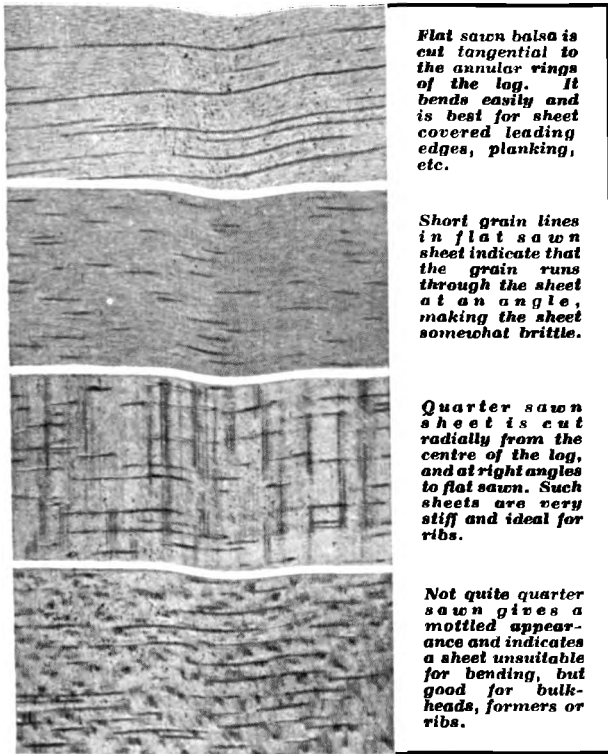 Flat sawn balsa is
cut tangential to
the annular rings
of the log. It
bends easily and
is best for sheet
covered leading
edges, planking,
etc.
Short grain lines
in flat sawn
sheet indicate that
the grain runs
through the sheet
at an angle,
making the sheet
somewhat brittle.
Quarter sawn
sheet is cut
radially from the
centre of the log,
and at right angles
to flat sawn. Such
sheets are very
stiff and ideal for
ribs.
Not quite quarter
sawn gives a
mottled appear-
ance and indicates
a sheet unsuitable
for bending, but
good for bulk-
heads, formers or
ribs.